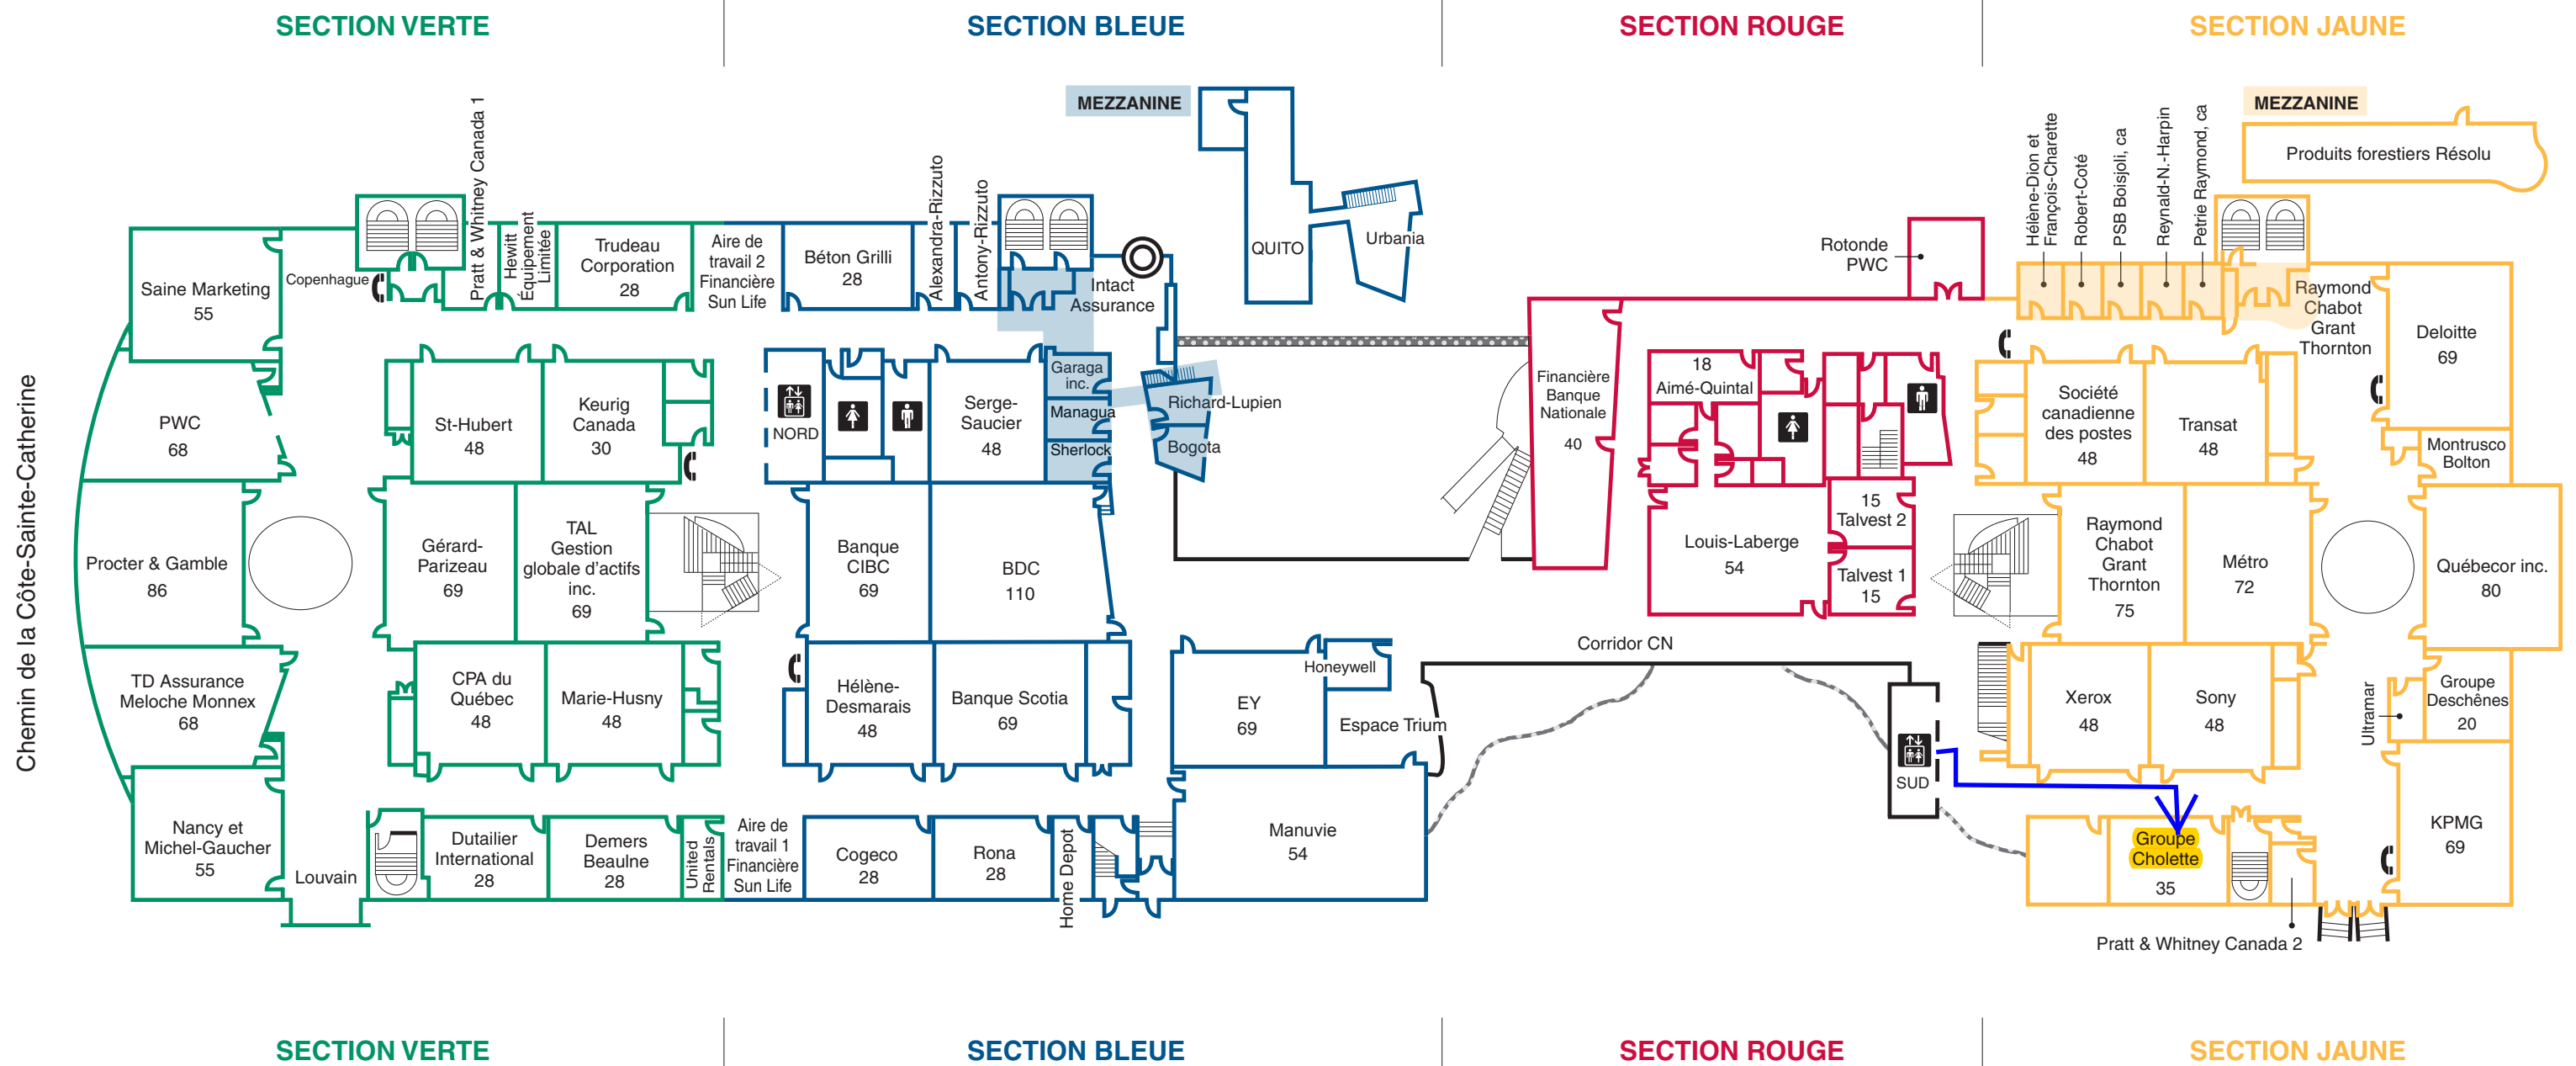 SECTION VERTE
SECTION BLEUE
SECTION ROUGE
SECTION JAUNE
Chemin de la Côte-Sainte-Catherine
Saine Marketing
55
PWC
68
Procter & Gamble
86
TD Assurance
Meloche Monnex
68
Nancy et
Michel-Gaucher
55
Copenhague
Pratt & Whitney Canada 1
Hewitt
Équipement
Limitée
Trudeau
Corporation
28
St-Hubert
48
Keurig
Canada
30
Gérard-
Parizeau
69
TAL
Gestion
globale d'actifs
inc.
69
CPA du
Québec
48
Marie-Husny
48
Louvain
Dutailier
International
28
Demers
Beaulne
28
United
Rentals
Aire de
travail 2
Financière
Sun Life
Béton Grilli
28
Alexandra-Rizzuto
Antony-Rizzuto
MEZZANINE
QUITO
Urbania
Intact
Assurance
NORD
Serge-
Saucier
48
Garaga
inc.
Managua
Sherlock
Richard-Lupien
Bogota
Banque
CIBC
69
BDC
110
Hélène-
Desmarais
48
Banque Scotia
69
Aire de
travail 1
Financière
Sun Life
Cogeco
28
Rona
28
Home Depot
EY
69
Honeywell
Espace Trium
Manuvie
54
Rotonde
PWC
Financière
Banque
Nationale
40
18
Aimé-Quintal
Louis-Laberge
54
15
Talvest 2
Talvest 1
15
Corridor CN
SUD
MEZZANINE
Produits forestiers Résolu
Hélène-Dion et
François-Charette
Robert-Coté
PSB Boisjoli, ca
Reynald-N.-Harpin
Petrie Raymond, ca
Raymond
Chabot
Grant
Thornton
Deloitte
69
Société
canadienne
des postes
48
Transat
48
Montrusco
Bolton
Raymond
Chabot
Grant
Thornton
75
Métro
72
Québecor inc.
80
Xerox
48
Sony
48
Ultramar
Groupe
Deschênes
20
Groupe
Cholette
35
KPMG
69
Pratt & Whitney Canada 2
SECTION VERTE
SECTION BLEUE
SECTION ROUGE
SECTION JAUNE